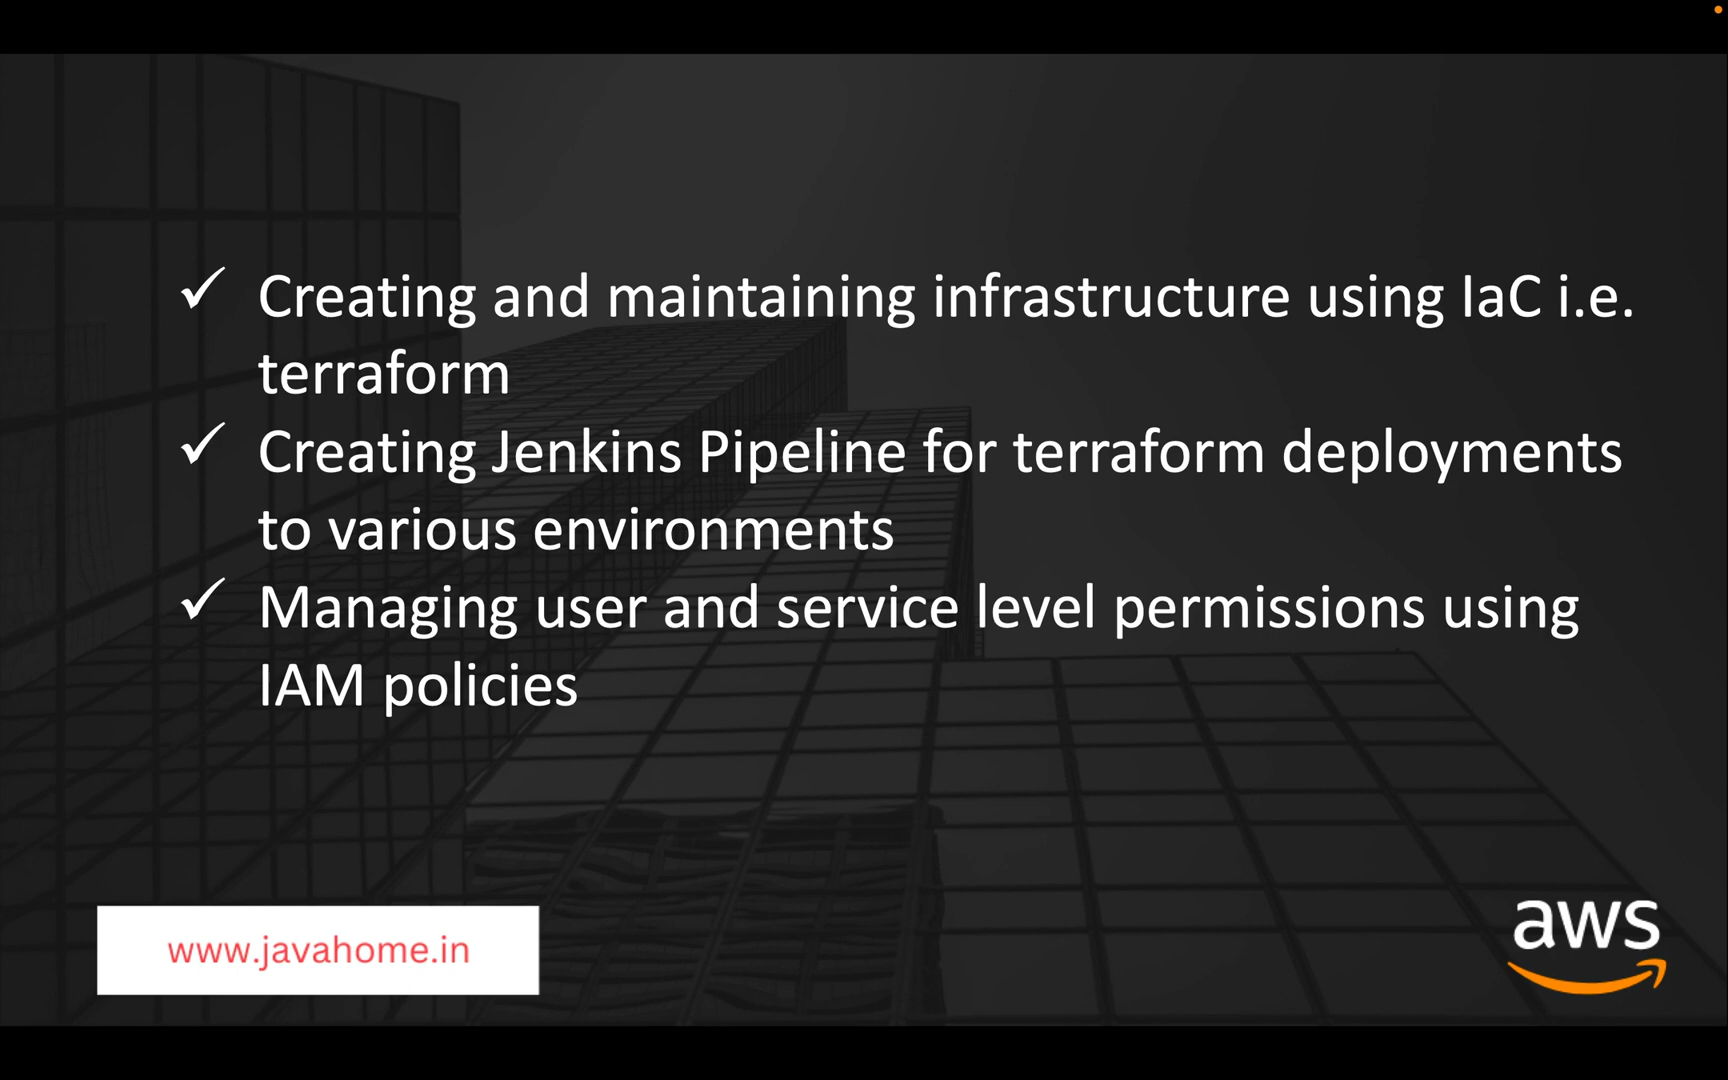 ✓ Creating and maintaining infrastructure using IaC i.e.
terraform
✓ Creating Jenkins Pipeline for terraform deployments
to various environments
✓ Managing user and service level permissions using
IAM policies
www.javahome.in
aws